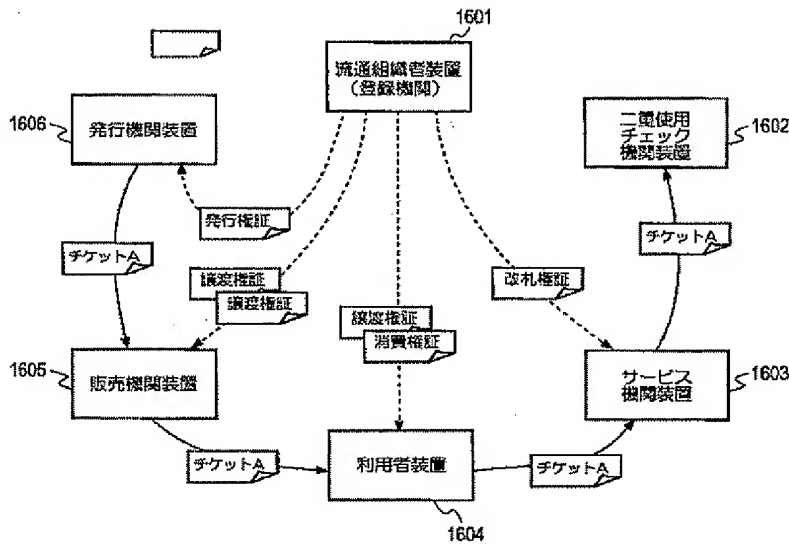 1601
流通組織者装置
(登録機関)
1606
発行機関装置
二重使用
チェック
機関装置
1602
発行権証
チケットA
チケットA
譲渡権証
譲渡権証
改札権証
譲渡権証
消費権証
1605
販売機関装置
サービス
機関装置
1603
チケットA
利用者装置
チケットA
1604